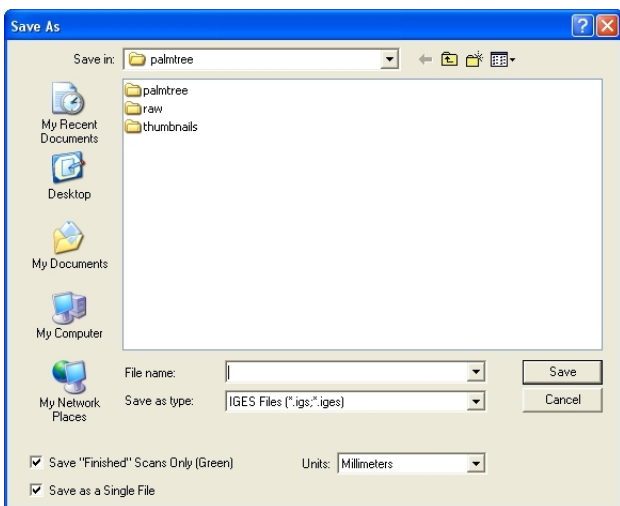 Save As
Save in: palmtree
palmtree
raw
thumbnails
My Recent
Documents
Desktop
My Documents
My Computer
My Network
Places
File name:
Save
Save as type: IGES Files (*.igs;*.iges)
Cancel
Save "Finished" Scans Only (Green)
Units: Millimeters
Save as a Single File